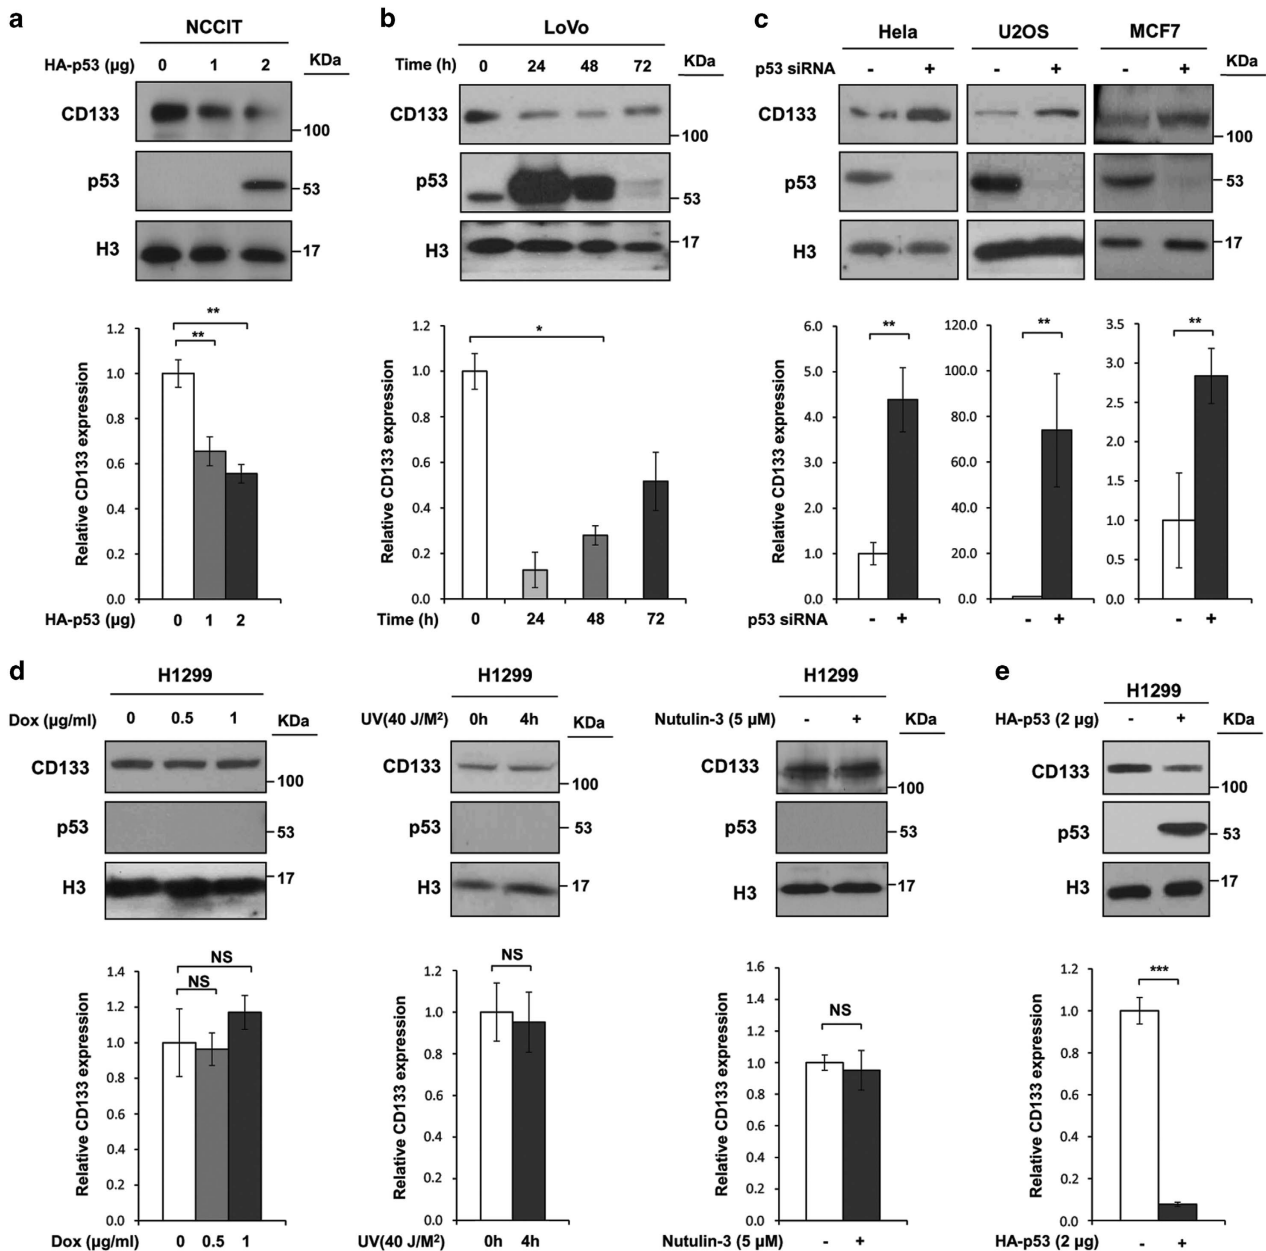 a
NCCIT
HA-p53 (µg) 0 1 2 KDa
CD133
100
p53
53
H3
17
1.2
1.0
0.8
0.6
0.4
0.2
0.0
Relative CD133 expression
**
**
HA-p53 (µg) 0 1 2
b
LoVo
Time (h) 0 24 48 72 KDa
CD133
100
p53
53
H3
17
1.2
1.0
0.8
0.6
0.4
0.2
0.0
Relative CD133 expression
*
Time (h) 0 24 48 72
c
Hela U2OS MCF7
p53 siRNA - + - + - + KDa
CD133
100
p53
53
H3
17
6.0
5.0
4.0
3.0
2.0
1.0
0.0
Relative CD133 expression
**
120.0
100.0
80.0
60.0
40.0
20.0
0.0
**
3.5
3.0
2.5
2.0
1.5
1.0
0.5
0.0
**
p53 siRNA - + - + - +
d
H1299
Dox (µg/ml) 0 0.5 1 KDa
CD133
100
p53
53
H3
17
1.4
1.2
1.0
0.8
0.6
0.4
0.2
0.0
Relative CD133 expression
NS
NS
Dox (µg/ml) 0 0.5 1
H1299
UV(40 J/M²) 0h 4h KDa
CD133
100
p53
53
H3
17
1.2
1.0
0.8
0.6
0.4
0.2
0.0
Relative CD133 expression
NS
UV(40 J/M²) 0h 4h
H1299
Nutulin-3 (5 µM) - + KDa
CD133
100
p53
53
H3
17
1.6
1.4
1.2
1.0
0.8
0.6
0.4
0.2
0.0
Relative CD133 expression
NS
Nutulin-3 (5 µM) - +
e
H1299
HA-p53 (2 µg) - + KDa
CD133
100
p53
53
H3
17
1.2
1.0
0.8
0.6
0.4
0.2
0.0
Relative CD133 expression
***
HA-p53 (2 µg) - +